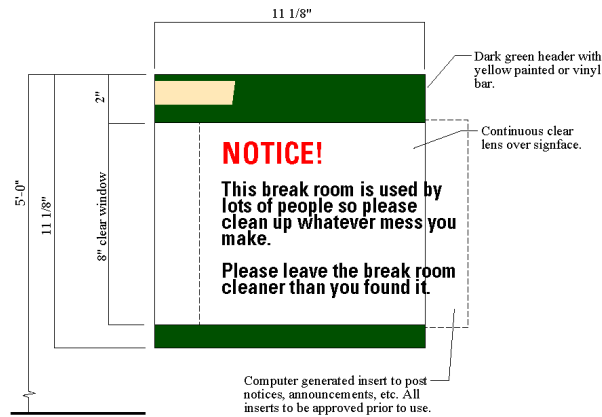 11 1/8"
Dark green header with
yellow painted or vinyl
bar.
2"
Continuous clear
lens over signface.
NOTICE!
This break room is used by
lots of people so please
clean up whatever mess you
make.
Please leave the break room
cleaner than you found it.
5'-0"
11 1/8"
8" clear window
Computer generated insert to post
notices, announcements, etc. All
inserts to be approved prior to use.